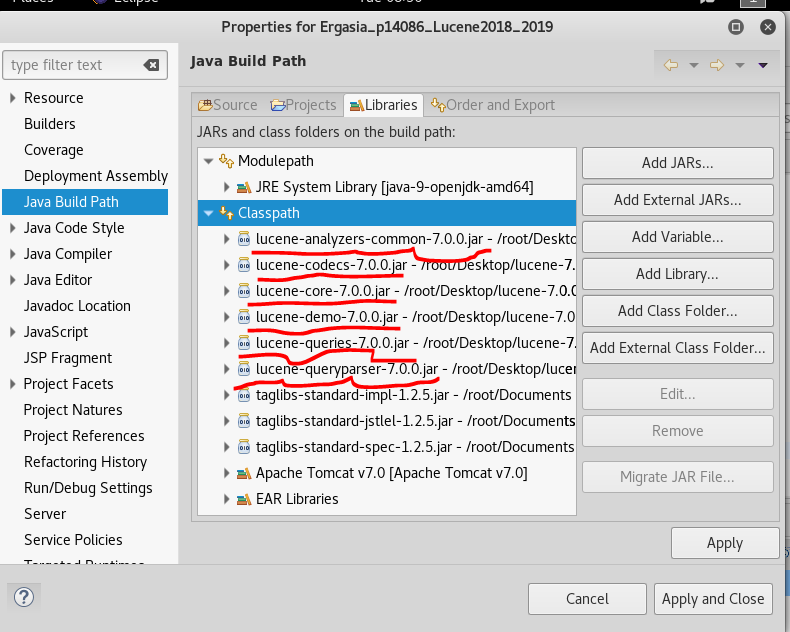 Places
Eclipse
Properties for Ergasia_p14086_Lucene2018_2019
type filter text
Resource
Builders
Coverage
Deployment Assembly
Java Build Path
Java Code Style
Java Compiler
Java Editor
Javadoc Location
JavaScript
JSP Fragment
Project Facets
Project Natures
Project References
Refactoring History
Run/Debug Settings
Server
Service Policies
Targeted Runtimes
Java Build Path
Source
Projects
Libraries
Order and Export
JARs and class folders on the build path:
Modulepath
JRE System Library [java-9-openjdk-amd64]
Classpath
lucene-analyzers-common-7.0.0.jar - /root/Deskto
lucene-codecs-7.0.0.jar - /root/Desktop/lucene-7.
lucene-core-7.0.0.jar - /root/Desktop/lucene-7.0.0
lucene-demo-7.0.0.jar - /root/Desktop/lucene-7.0
lucene-queries-7.0.0.jar - /root/Desktop/lucene-7.
lucene-queryparser-7.0.0.jar - /root/Desktop/lucen
taglibs-standard-impl-1.2.5.jar - /root/Documents
taglibs-standard-jstlel-1.2.5.jar - /root/Documents
taglibs-standard-spec-1.2.5.jar - /root/Documents
Apache Tomcat v7.0 [Apache Tomcat v7.0]
EAR Libraries
Add JARs...
Add External JARs...
Add Variable...
Add Library...
Add Class Folder...
Add External Class Folder...
Edit...
Remove
Migrate JAR File...
Apply
Cancel
Apply and Close